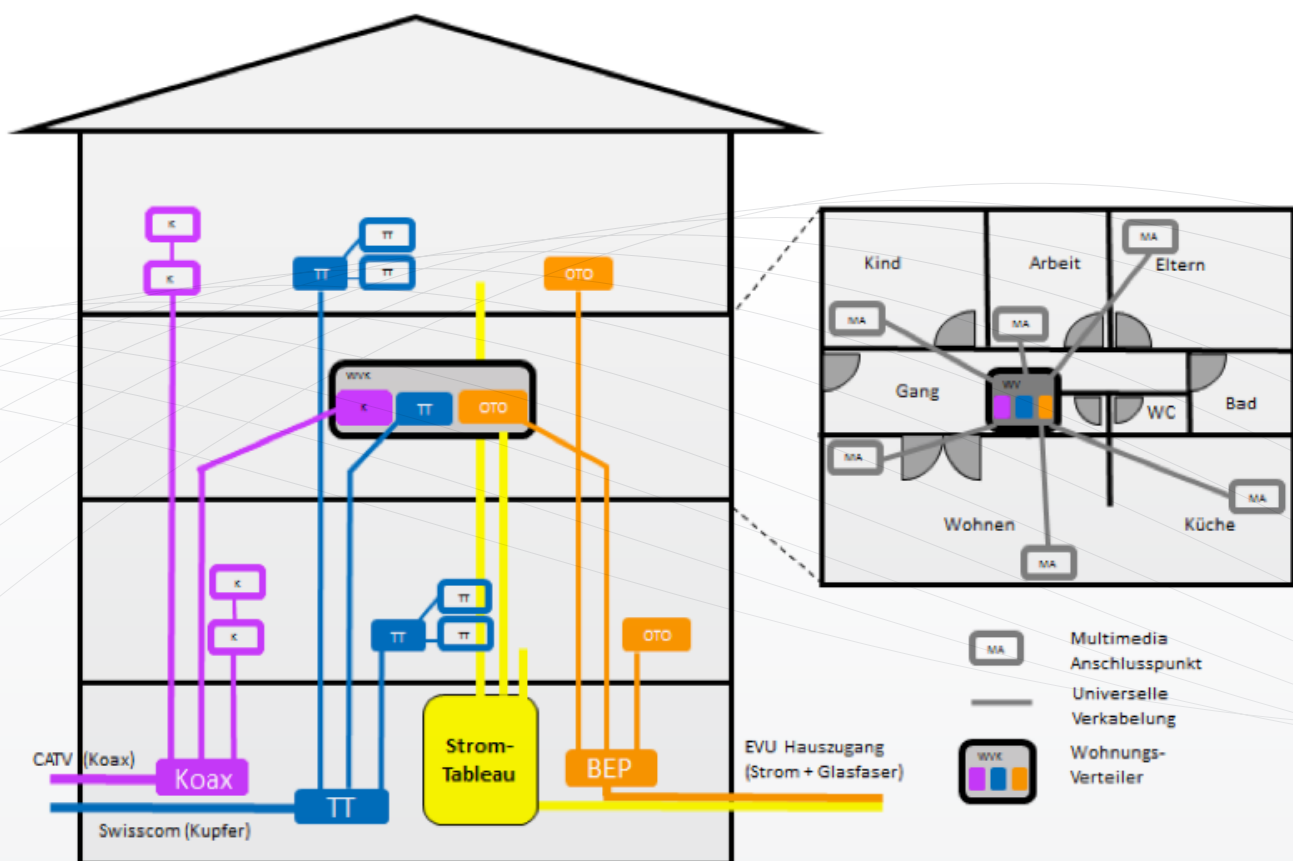 K
K
TT
TT
TT
OTO
WVK
K
TT
OTO
K
K
TT
TT
TT
OTO
CATV (Koax)
Koax
TT
Swisscom (Kupfer)
Strom-
Tableau
BEP
EVU Hauszugang
(Strom + Glasfaser)
Kind
Arbeit
MA
Eltern
MA
MA
Gang
WV
WC
Bad
MA
MA
Wohnen
Küche
MA
MA
Multimedia
Anschlusspunkt
Universelle
Verkabelung
WVK
Wohnungs-
Verteiler